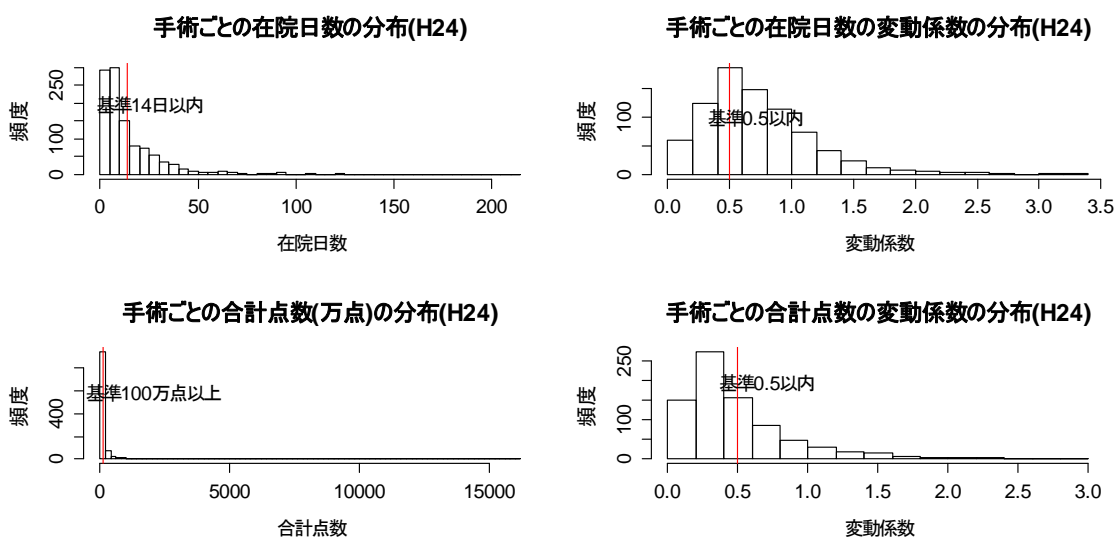 手術ごとの在院日数の分布(H24)
頻度
0 100 250
基準14日以内
0 50 100 150 200
在院日数
手術ごとの在院日数の変動係数の分布(H24)
頻度
0 100
基準0.5以内
0.0 0.5 1.0 1.5 2.0 2.5 3.0 3.5
変動係数
手術ごとの合計点数(万点)の分布(H24)
頻度
0 400
基準100万点以上
0 5000 10000 15000
合計点数
手術ごとの合計点数の変動係数の分布(H24)
頻度
0 100 250
基準0.5以内
0.0 0.5 1.0 1.5 2.0 2.5 3.0
変動係数